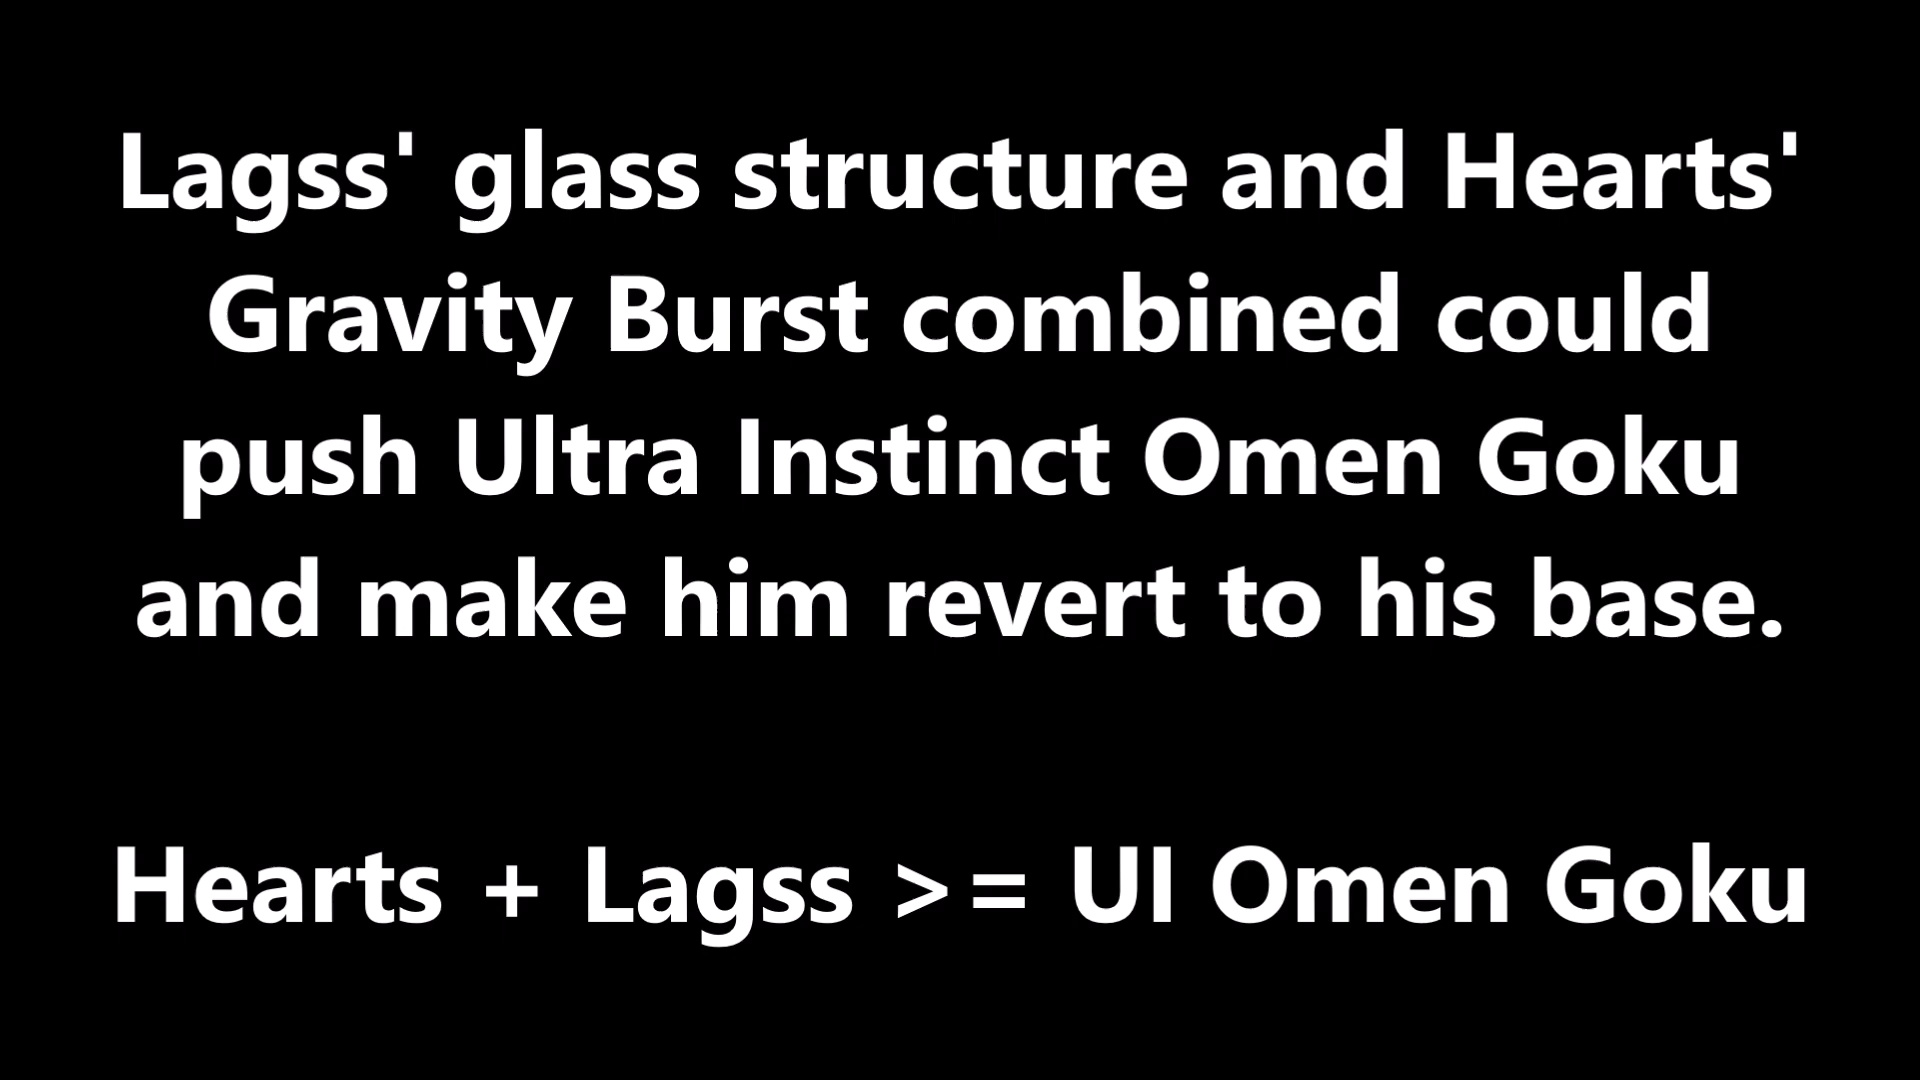 Lagss' glass structure and Hearts'
Gravity Burst combined could
push Ultra Instinct Omen Goku
and make him revert to his base.
Hearts + Lagss >= UI Omen Goku